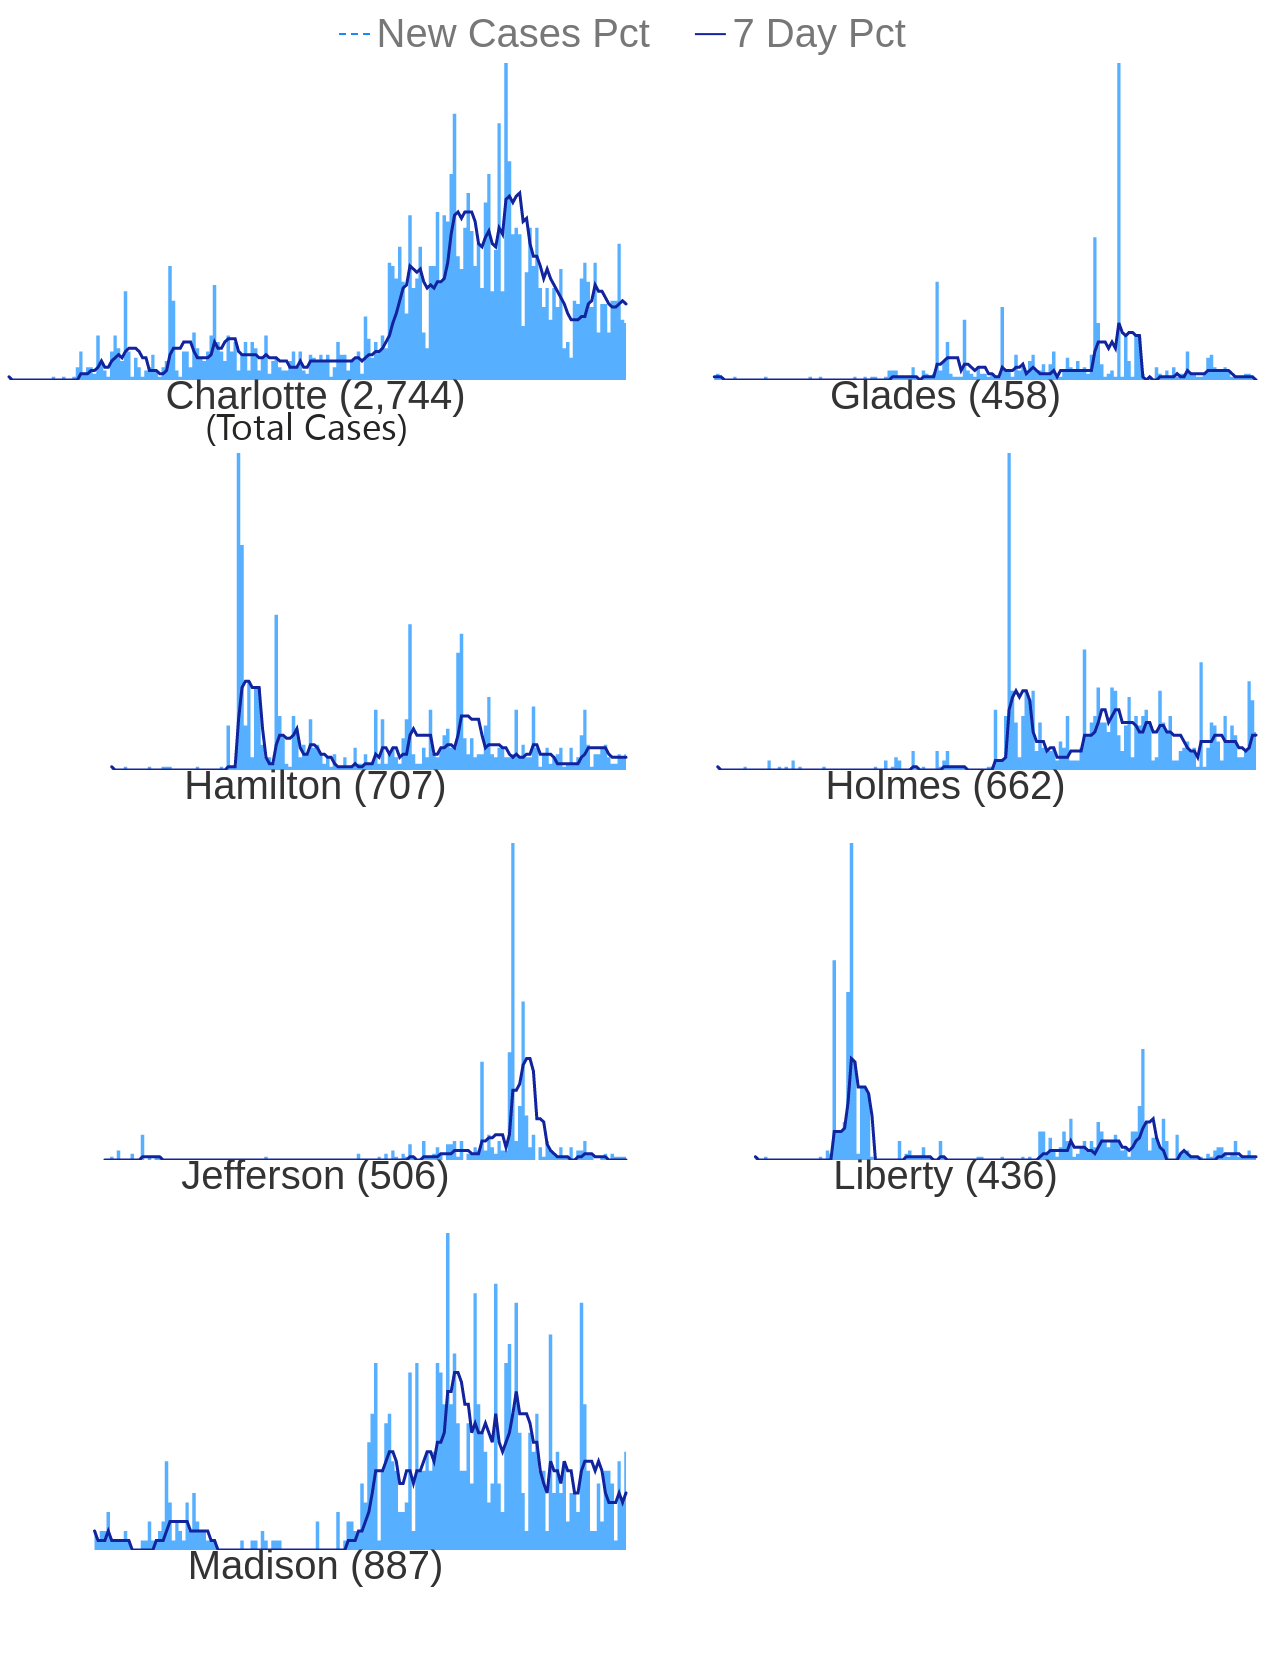 New Cases Pct 7 Day Pct
Charlotte (2,744)
(Total Cases)
Glades (458)
Hamilton (707)
Holmes (662)
Jefferson (506)
Liberty (436)
Madison (887)